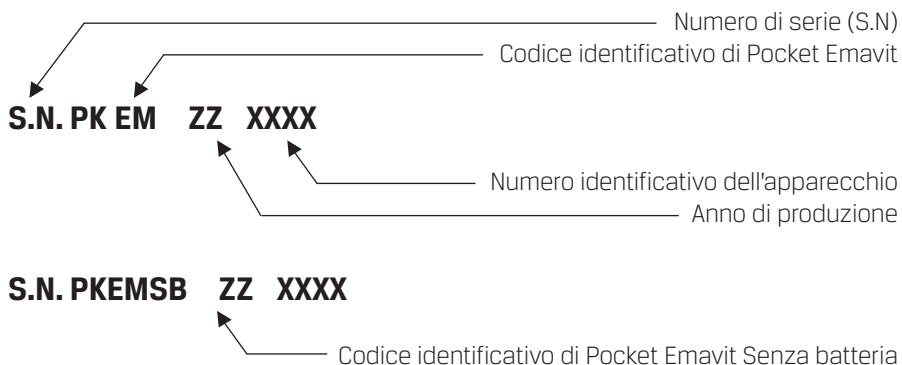 Numero di serie (S.N)
Codice identificativo di Pocket Emavit
S.N. PK EM ZZ XXXX
Numero identificativo dell'apparecchio
Anno di produzione
S.N. PKEMSB ZZ XXXX
Codice identificativo di Pocket Emavit Senza batteria